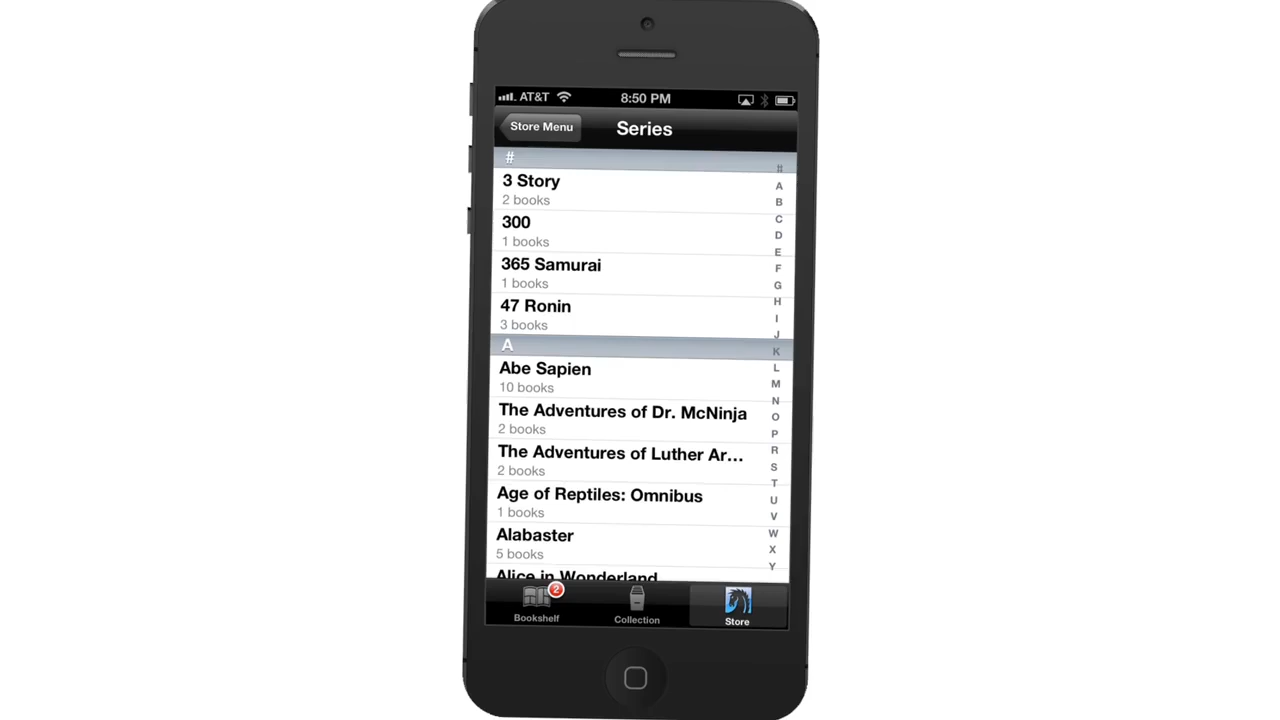 AT&T 8:50 PM
Store Menu Series
#
3 Story
2 books
300
1 books
365 Samurai
1 books
47 Ronin
3 books
A
Abe Sapien
10 books
The Adventures of Dr. McNinja
2 books
The Adventures of Luther Ar...
2 books
Age of Reptiles: Omnibus
1 books
Alabaster
5 books
Alice in Wonderland
#
A
B
C
D
E
F
G
H
I
J
K
L
M
N
O
P
R
S
T
U
V
W
X
Y
2
Bookshelf Collection Store